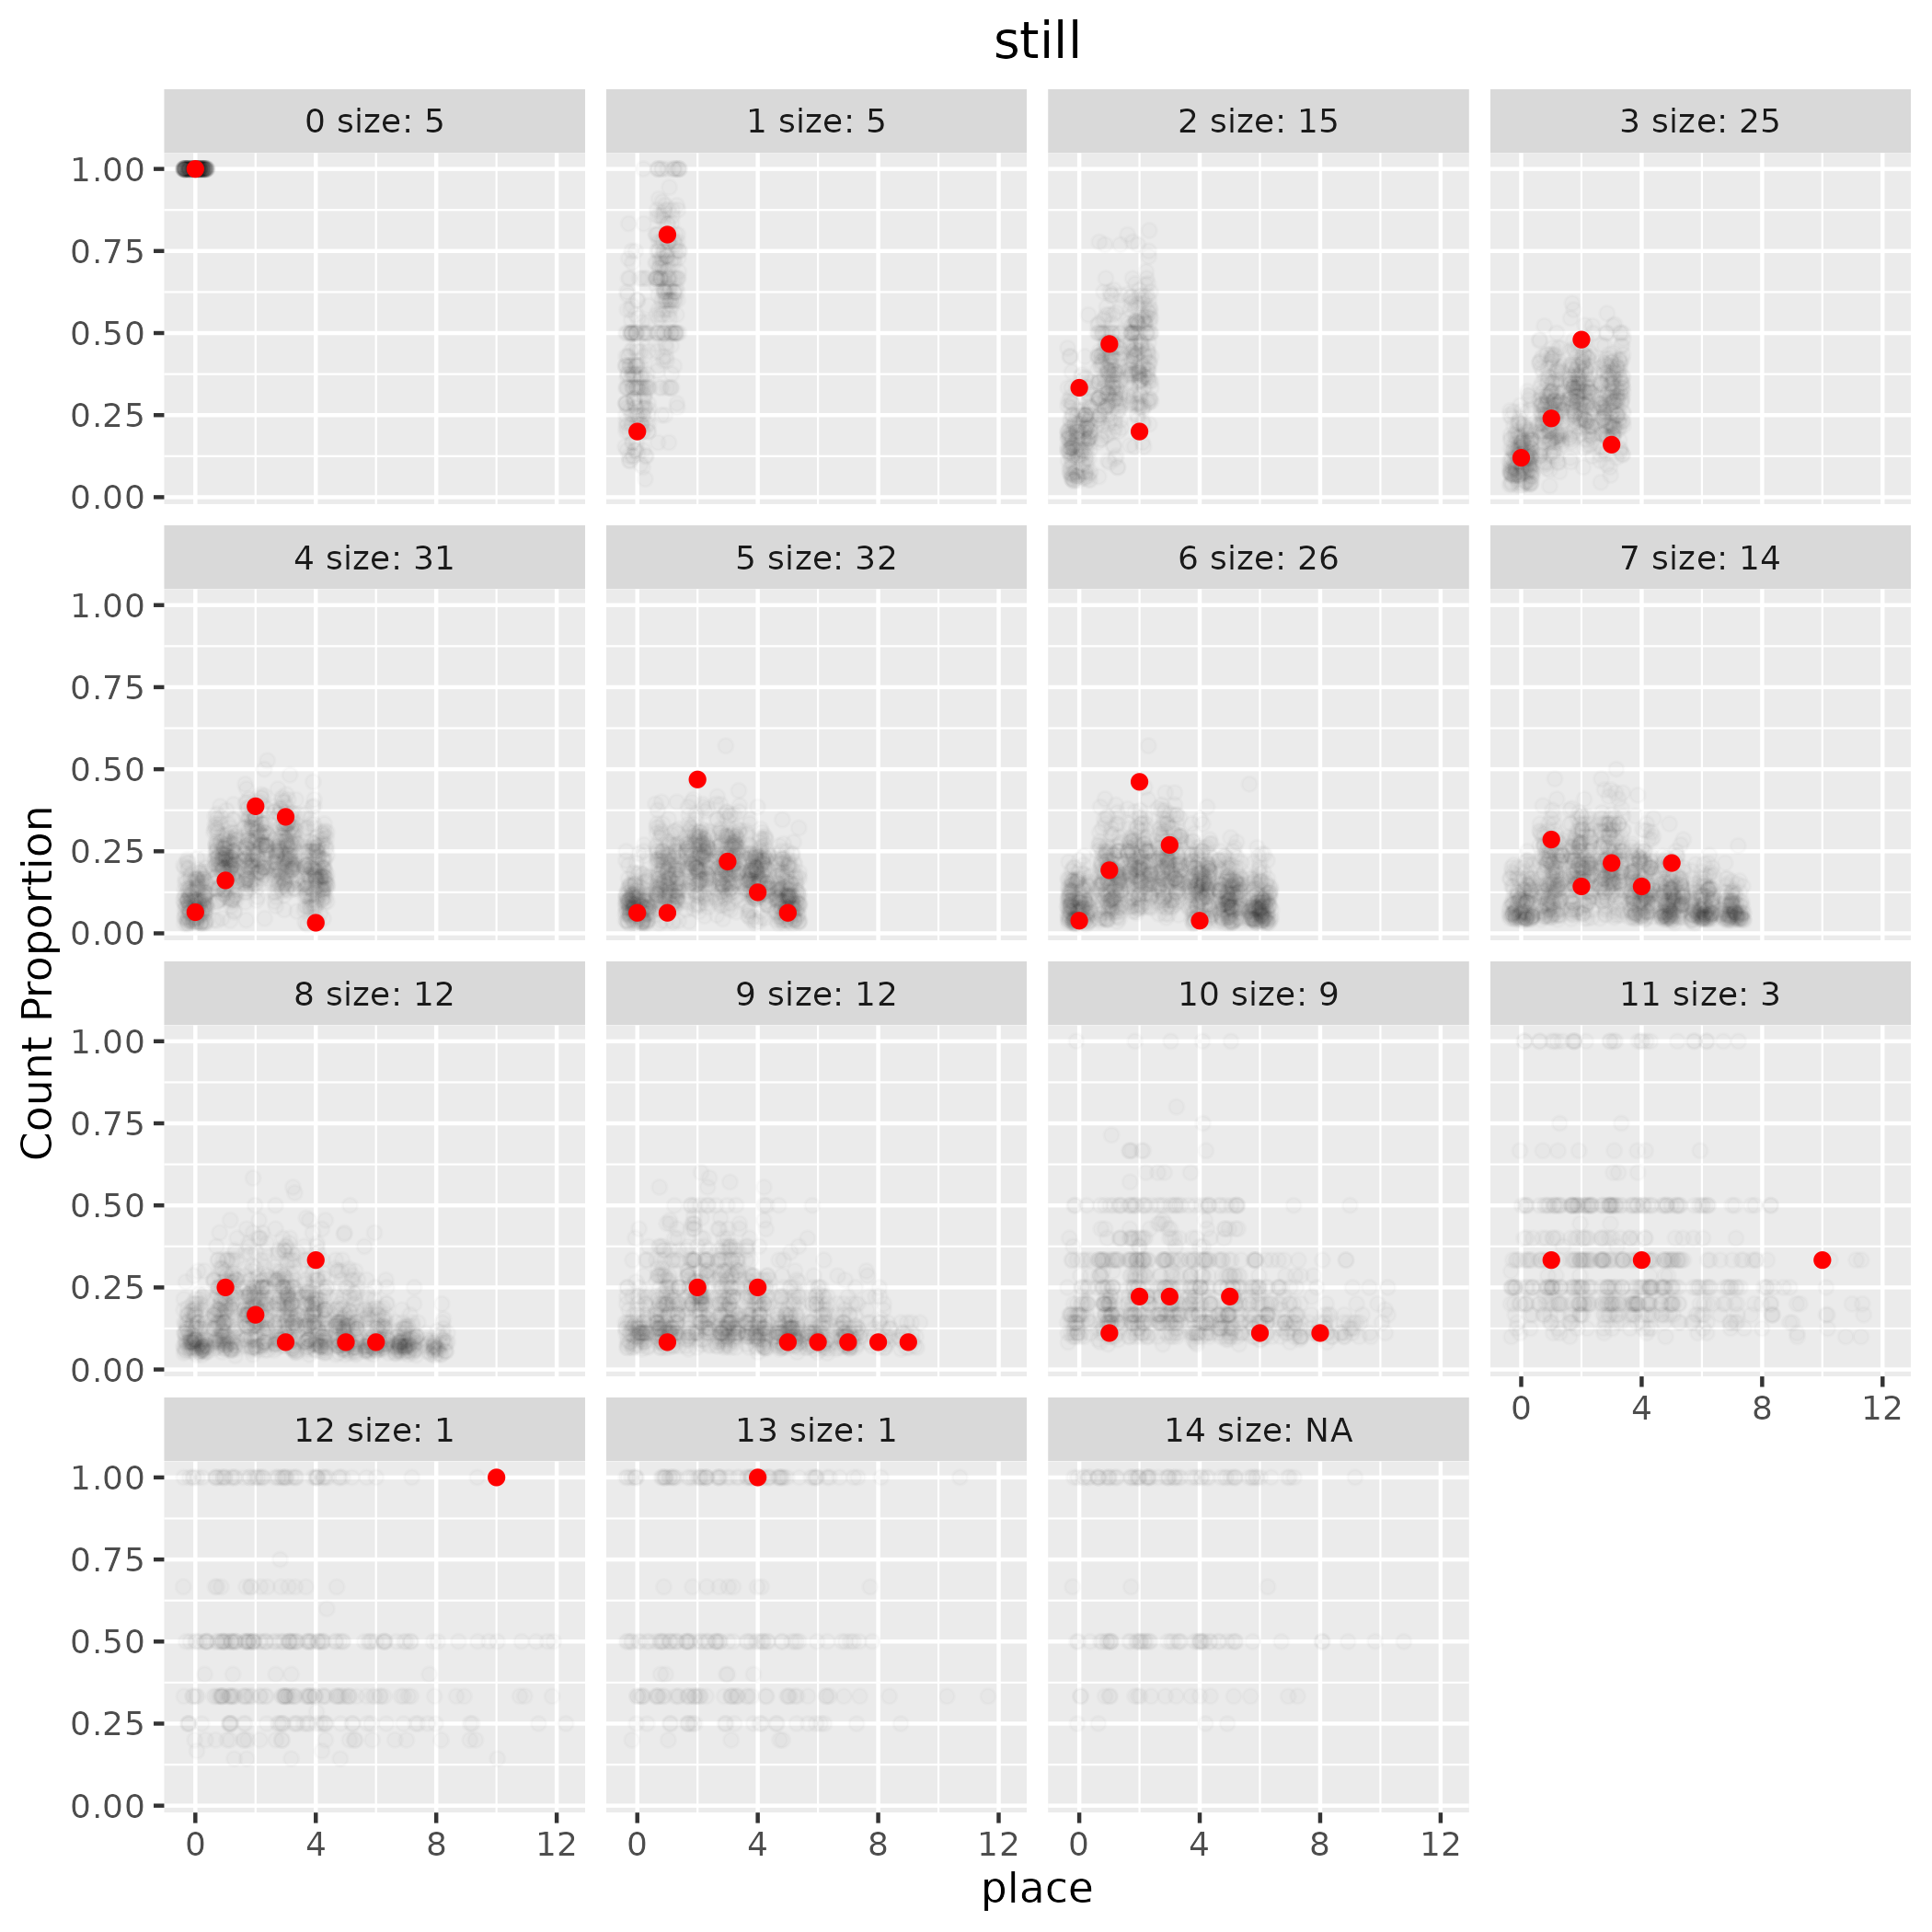 still
0 size: 5
1 size: 5
2 size: 15
3 size: 25
1.00
0.75
0.50
0.25
0.00
4 size: 31
5 size: 32
6 size: 26
7 size: 14
1.00
0.75
0.50
0.25
0.00
Count Proportion
8 size: 12
9 size: 12
10 size: 9
11 size: 3
1.00
0.75
0.50
0.25
0.00
0 4 8 12
12 size: 1
13 size: 1
14 size: NA
1.00
0.75
0.50
0.25
0.00
0 4 8 12
0 4 8 12
0 4 8 12
place